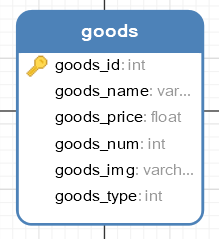 goods
goods_id: int
goods_name: var...
goods_price: float
goods_num: int
goods_img: varch...
goods_type: int